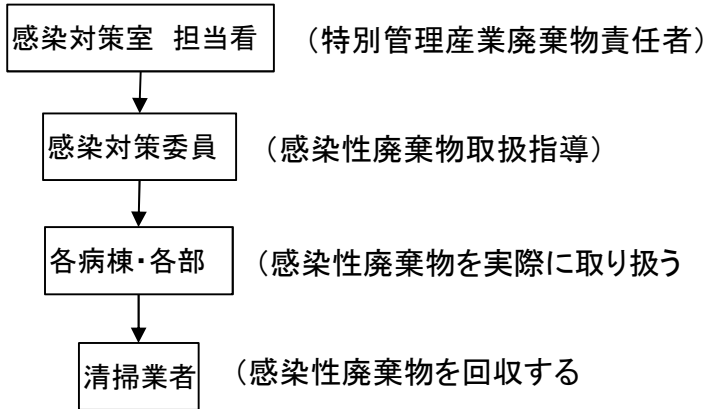 感染対策室 担当看 （特別管理産業廃棄物責任者）
感染対策委員 （感染性廃棄物取扱指導）
各病棟・各部 （感染性廃棄物を実際に取り扱う
清掃業者 （感染性廃棄物を回収する